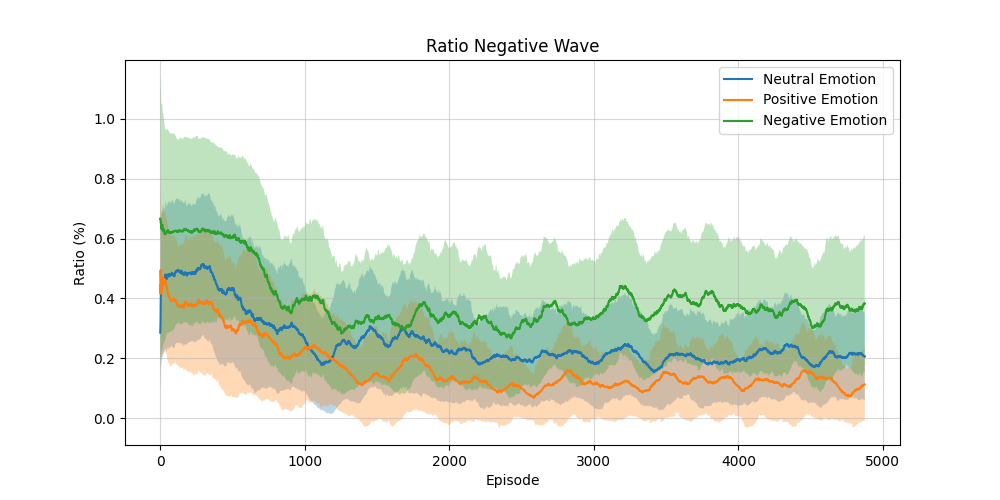 Ratio Negative Wave
Neutral Emotion
Positive Emotion
Negative Emotion
Ratio (%)
1.0
0.8
0.6
0.4
0.2
0.0
0 1000 2000 3000 4000 5000
Episode